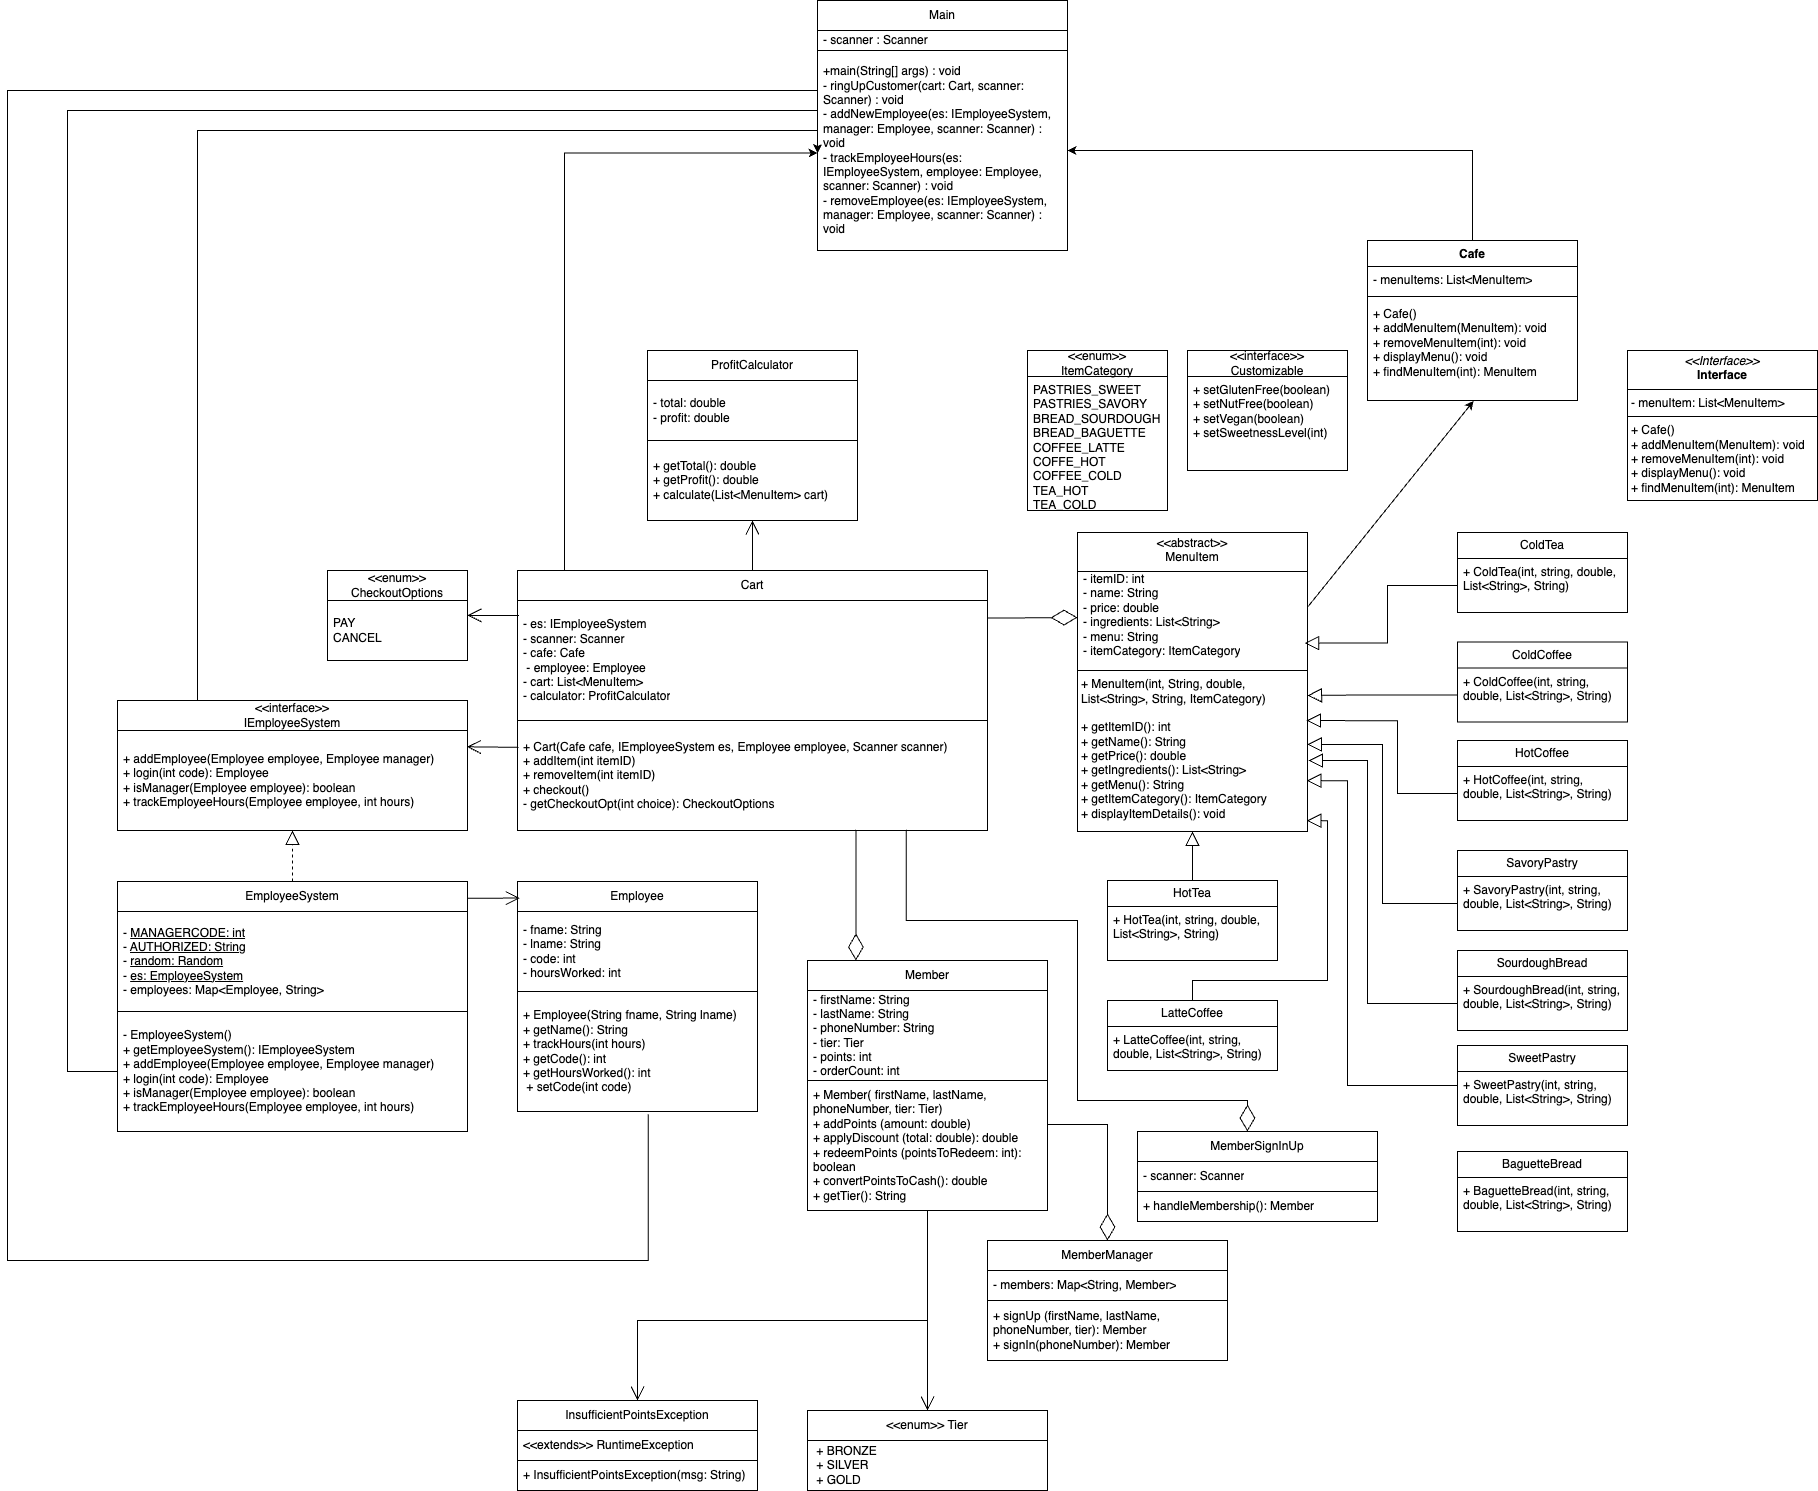 Main
- scanner : Scanner
+main(String[] args) : void
- ringUpCustomer(cart: Cart, scanner:
Scanner) : void
- addNewEmployee(es: IEmployeeSystem,
manager: Employee, scanner: Scanner) :
void
- trackEmployeeHours(es:
IEmployeeSystem, employee: Employee,
scanner: Scanner) : void
- removeEmployee(es: IEmployeeSystem,
manager: Employee, scanner: Scanner) :
void
Cafe
- menuItems: List<MenuItem>
+ Cafe()
+ addMenuItem(MenuItem): void
+ removeMenuItem(int): void
+ displayMenu(): void
+ findMenuItem(int): MenuItem
ProfitCalculator
- total: double
- profit: double
+ getTotal(): double
+ getProfit(): double
+ calculate(List<MenuItem> cart)
<<enum>>
ItemCategory
PASTRIES_SWEET
PASTRIES_SAVORY
BREAD_SOURDOUGH
BREAD_BAGUETTE
COFFEE_LATTE
COFFE_HOT
COFFEE_COLD
TEA_HOT
TEA_COLD
<<interface>>
Customizable
+ setGlutenFree(boolean)
+ setNutFree(boolean)
+ setVegan(boolean)
+ setSweetnessLevel(int)
<<Interface>>
Interface
- menuItem: List<MenuItem>
+ Cafe()
+ addMenuItem(MenuItem): void
+ removeMenuItem(int): void
+ displayMenu(): void
+ findMenuItem(int): MenuItem
<<enum>>
CheckoutOptions
PAY
CANCEL
Cart
- es: IEmployeeSystem
- scanner: Scanner
- cafe: Cafe
- employee: Employee
- cart: List<MenuItem>
- calculator: ProfitCalculator
+ Cart(Cafe cafe, IEmployeeSystem es, Employee employee, Scanner scanner)
+ addItem(int itemID)
+ removeItem(int itemID)
+ checkout()
- getCheckoutOpt(int choice): CheckoutOptions
<<abstract>>
MenuItem
- itemID: int
- name: String
- price: double
- ingredients: List<String>
- menu: String
- itemCategory: ItemCategory
+ MenuItem(int, String, double,
List<String>, String, ItemCategory)
+ getItemID(): int
+ getName(): String
+ getPrice(): double
+ getIngredients(): List<String>
+ getMenu(): String
+ getItemCategory(): ItemCategory
+ displayItemDetails(): void
ColdTea
+ ColdTea(int, string, double,
List<String>, String)
ColdCoffee
+ ColdCoffee(int, string,
double, List<String>, String)
HotCoffee
+ HotCoffee(int, string,
double, List<String>, String)
SavoryPastry
+ SavoryPastry(int, string,
double, List<String>, String)
SourdoughBread
+ SourdoughBread(int, string,
double, List<String>, String)
SweetPastry
+ SweetPastry(int, string,
double, List<String>, String)
BaguetteBread
+ BaguetteBread(int, string,
double, List<String>, String)
<<interface>>
IEmployeeSystem
+ addEmployee(Employee employee, Employee manager)
+ login(int code): Employee
+ isManager(Employee employee): boolean
+ trackEmployeeHours(Employee employee, int hours)
EmployeeSystem
- MANAGERCODE: int
- AUTHORIZED: String
- random: Random
- es: EmployeeSystem
- employees: Map<Employee, String>
- EmployeeSystem()
+ getEmployeeSystem(): IEmployeeSystem
+ addEmployee(Employee employee, Employee manager)
+ login(int code): Employee
+ isManager(Employee employee): boolean
+ trackEmployeeHours(Employee employee, int hours)
Employee
- fname: String
- lname: String
- code: int
- hoursWorked: int
+ Employee(String fname, String lname)
+ getName(): String
+ trackHours(int hours)
+ getCode(): int
+ getHoursWorked(): int
+ setCode(int code)
HotTea
+ HotTea(int, string, double,
List<String>, String)
LatteCoffee
+ LatteCoffee(int, string,
double, List<String>, String)
Member
- firstName: String
- lastName: String
- phoneNumber: String
- tier: Tier
- points: int
- orderCount: int
+ Member( firstName, lastName,
phoneNumber, tier: Tier)
+ addPoints (amount: double)
+ applyDiscount (total: double): double
+ redeemPoints (pointsToRedeem: int):
boolean
+ convertPointsToCash(): double
+ getTier(): String
MemberSignInUp
- scanner: Scanner
+ handleMembership(): Member
MemberManager
- members: Map<String, Member>
+ signUp (firstName, lastName,
phoneNumber, tier): Member
+ signIn(phoneNumber): Member
InsufficientPointsException
<<extends>> RuntimeException
+ InsufficientPointsException(msg: String)
<<enum>> Tier
+ BRONZE
+ SILVER
+ GOLD